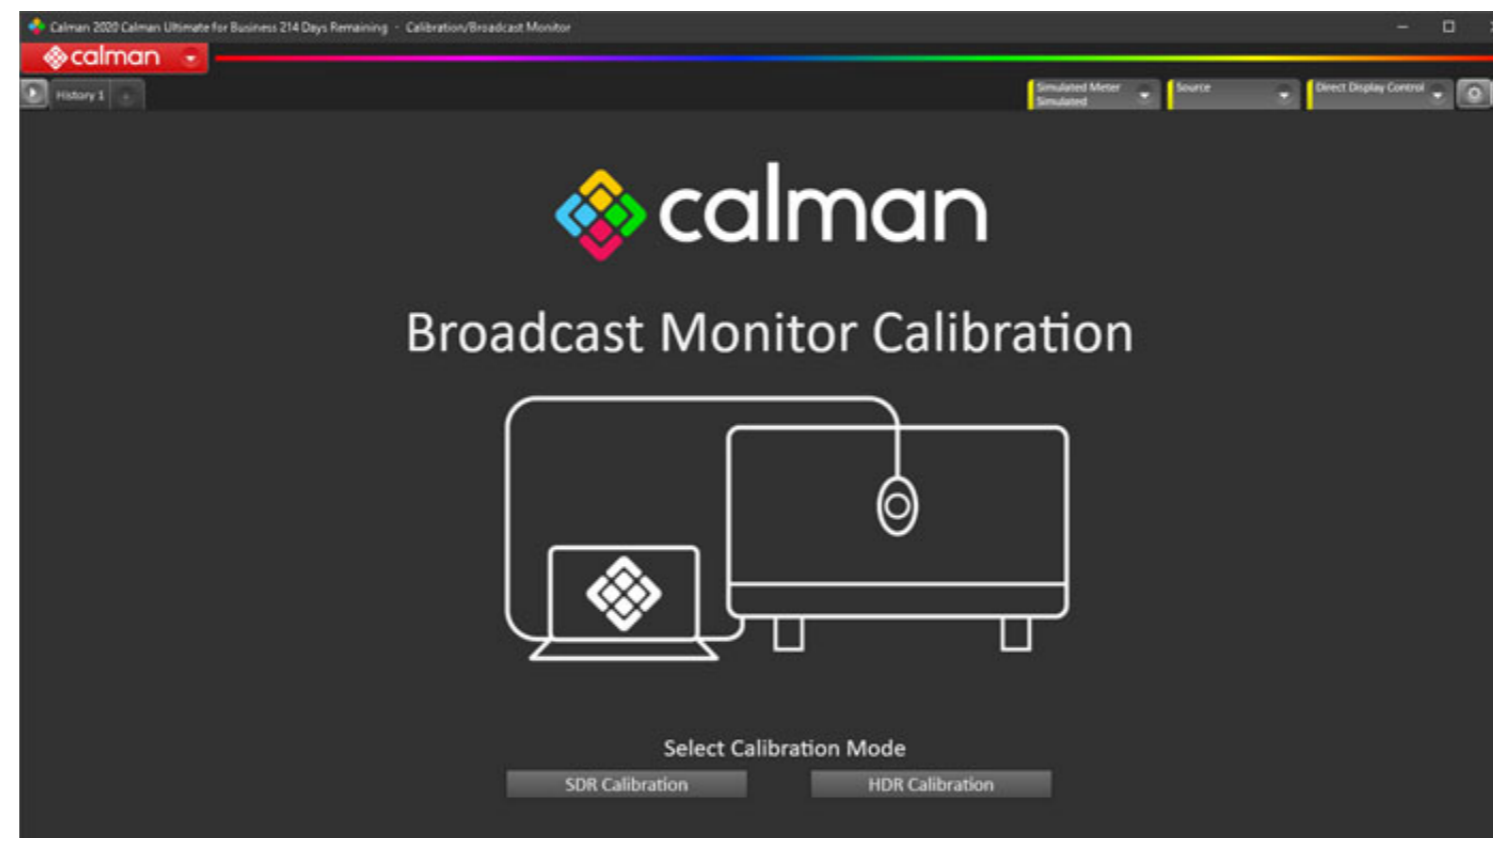 Calman 2020 Calman Ultimate for Business 214 Days Remaining - Calibration/Broadcast Monitor
calman
History 1
Simulated Meter
Simulated
Source
Direct Display Control
calman
Broadcast Monitor Calibration
Select Calibration Mode
SDR Calibration
HDR Calibration